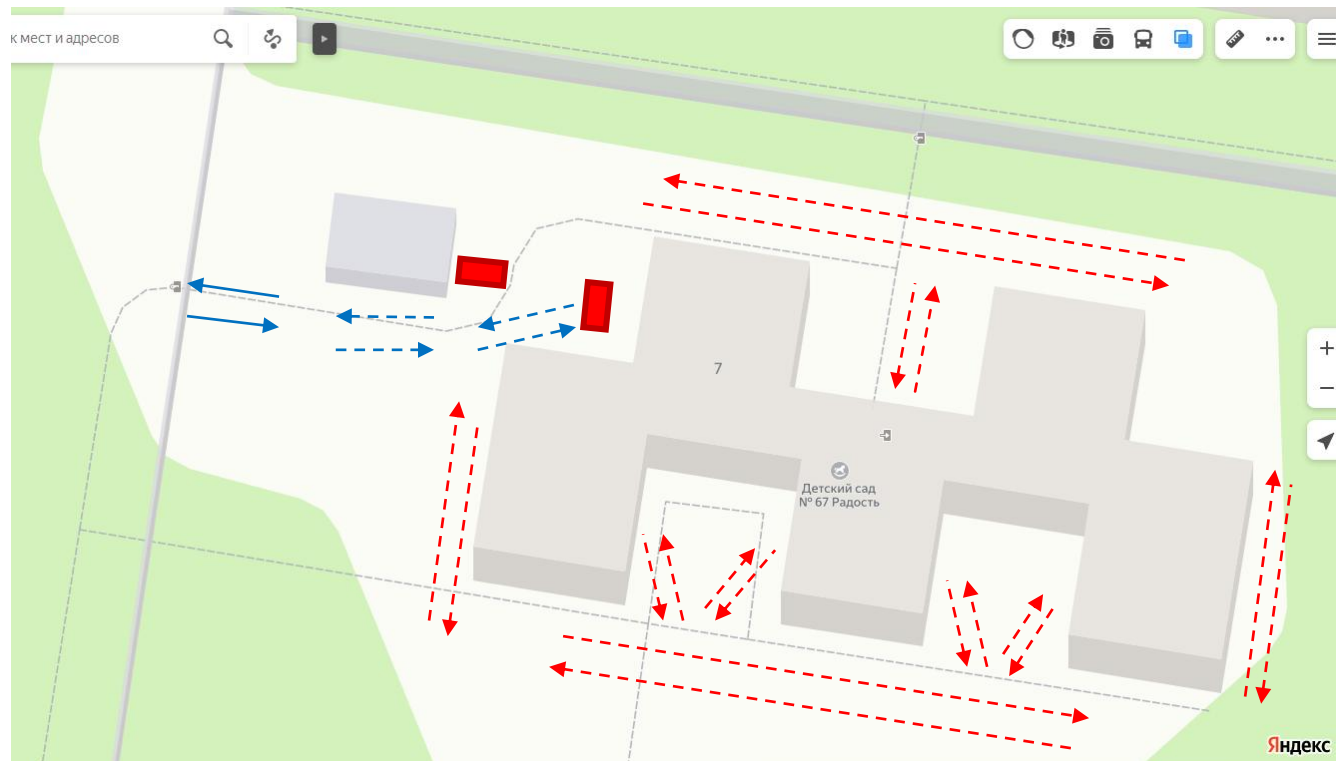 к мест и адресов
7
Детский сад
№ 67 Радость
Яндекс